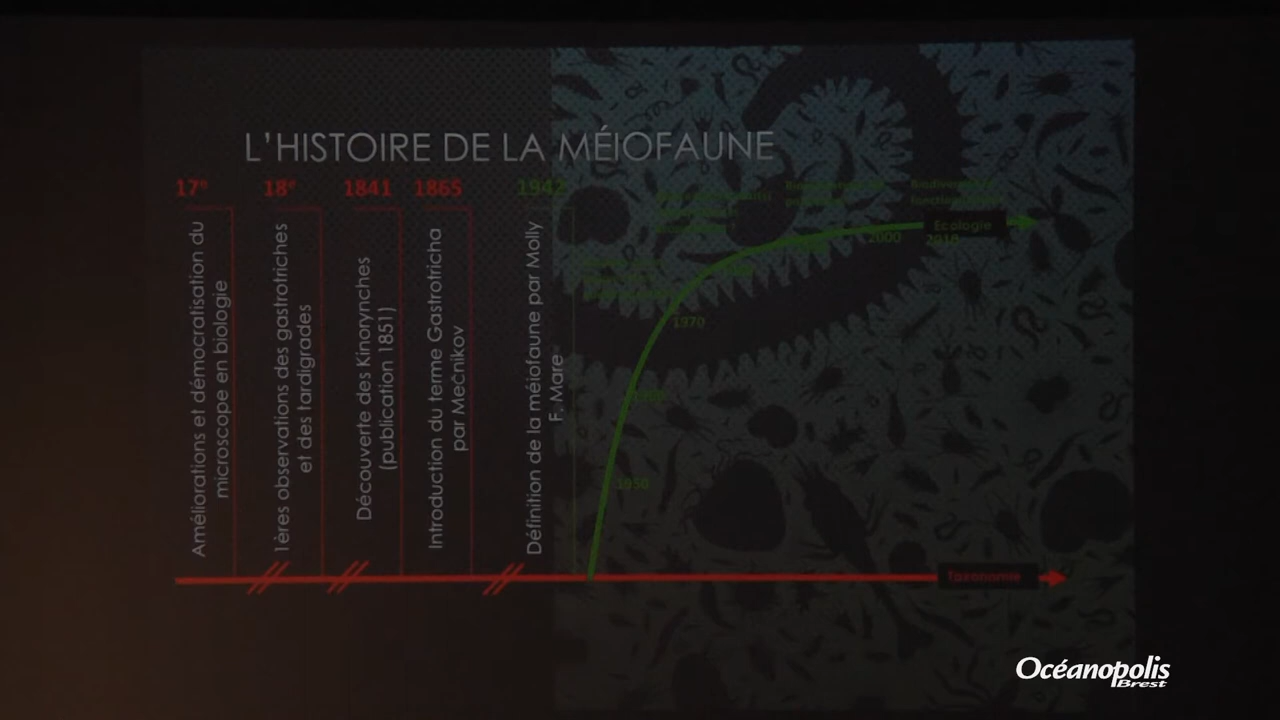 L'HISTOIRE DE LA MÉIOFAUNE
17e
18e
1841
1865
1942
Améliorations et démocratisation du
microscope en biologie
1ères observations des gastrotriches
et des tardigrades
Découverte des Kinorynches
(publication 1851)
Introduction du terme Gastrotricha
par Mečnikov
Définition de la méiofaune par Molly
F. Mare
1950
1970
2000
2010
Ecologie
Taxonomie
Océanopolis
Brest